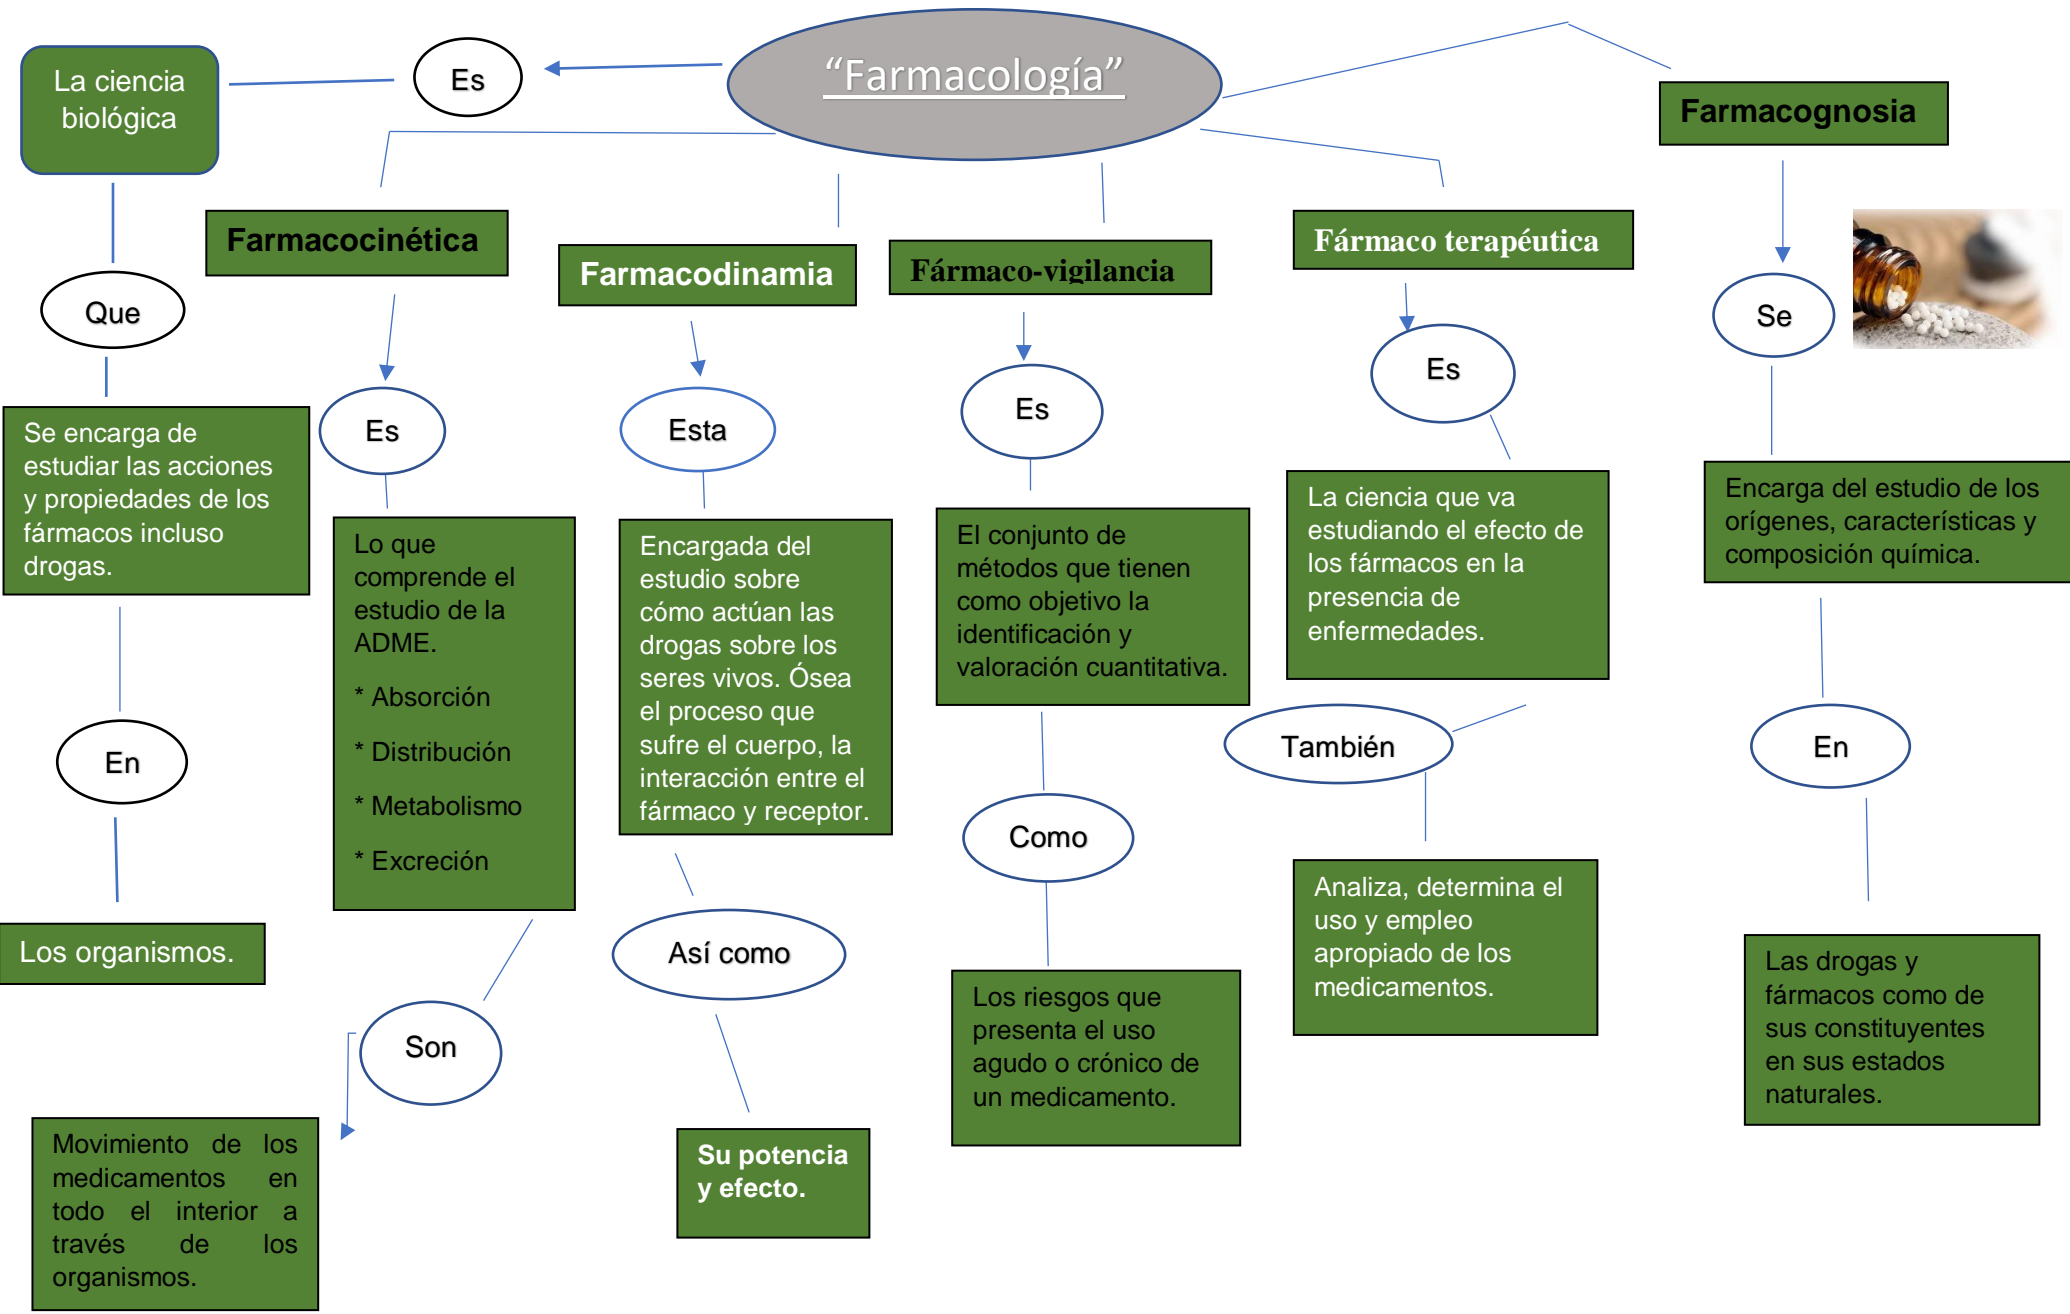 “Farmacología”
Es
La ciencia
biológica
Que
Se encarga de
estudiar las acciones
y propiedades de los
fármacos incluso
drogas.
En
Los organismos.
Farmacocinética
Es
Lo que
comprende el
estudio de la
ADME.
* Absorción
* Distribución
* Metabolismo
* Excreción
Son
Movimiento de los
medicamentos en
todo el interior a
través de los
organismos.
Farmacodinamia
Esta
Encargada del
estudio sobre
cómo actúan las
drogas sobre los
seres vivos. Ósea
el proceso que
sufre el cuerpo, la
interacción entre el
fármaco y receptor.
Así como
Su potencia
y efecto.
Fármaco-vigilancia
Es
El conjunto de
métodos que tienen
como objetivo la
identificación y
valoración cuantitativa.
Como
Los riesgos que
presenta el uso
agudo o crónico de
un medicamento.
Fármaco terapéutica
Es
La ciencia que va
estudiando el efecto de
los fármacos en la
presencia de
enfermedades.
También
Analiza, determina el
uso y empleo
apropiado de los
medicamentos.
Farmacognosia
Se
Encarga del estudio de los
orígenes, características y
composición química.
En
Las drogas y
fármacos como de
sus constituyentes
en sus estados
naturales.